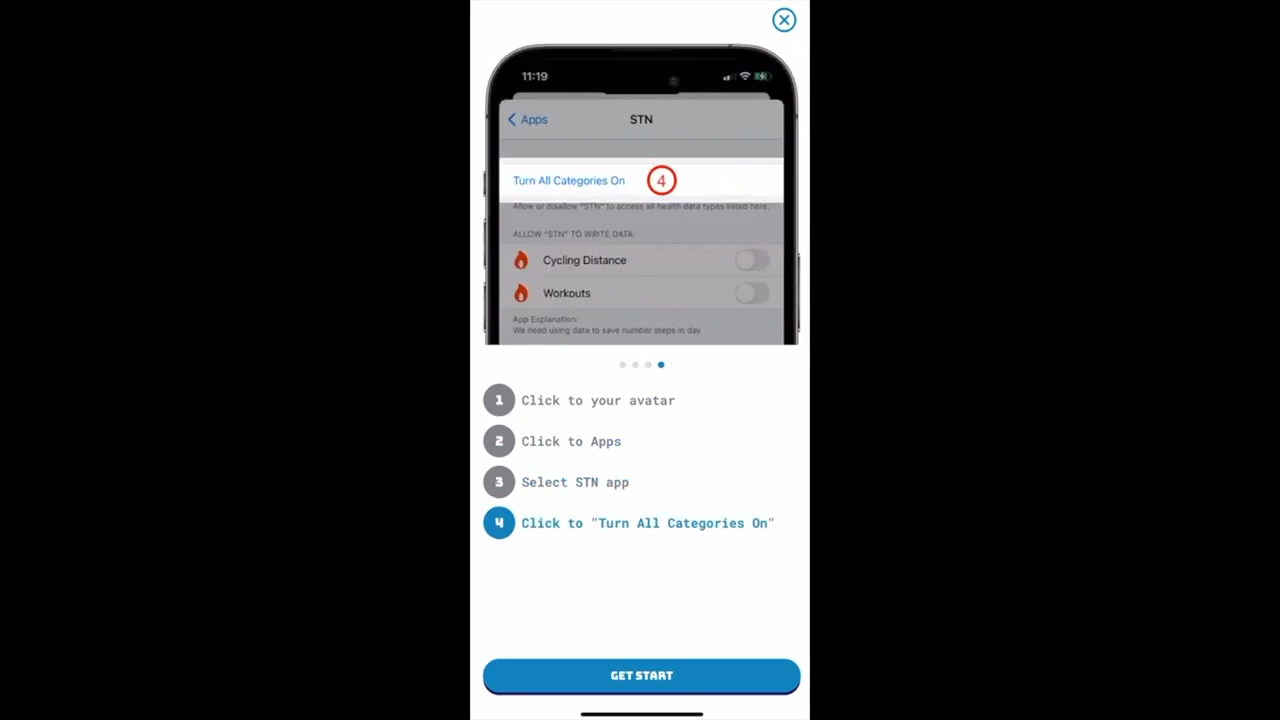 11:19
Apps
STN
Turn All Categories On
4
Allow or disallow "STN" to access all health data types listed here.
ALLOW "STN" TO WRITE DATA:
Cycling Distance
Workouts
App Explanation:
We need using data to save number steps in day
1 Click to your avatar
2 Click to Apps
3 Select STN app
4 Click to "Turn All Categories On"
GET START